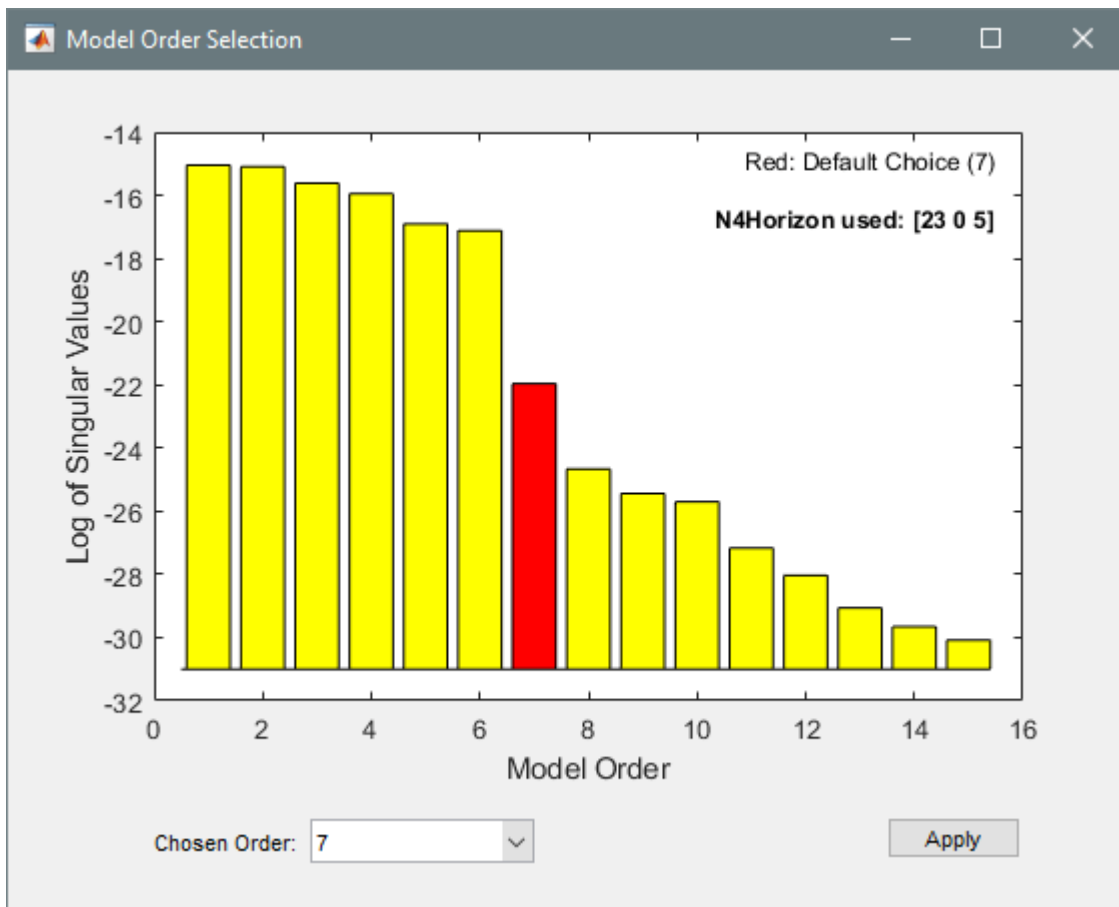 Model Order Selection
Red: Default Choice (7)
N4Horizon used: [23 0 5]
Log of Singular Values
-14
-16
-18
-20
-22
-24
-26
-28
-30
-32
0 2 4 6 8 10 12 14 16
Model Order
Chosen Order: 7 Apply